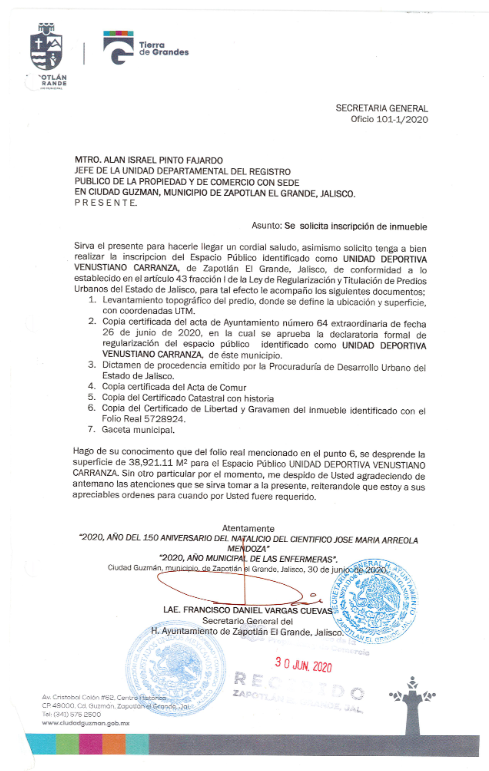 Tierra
de Grandes
SECRETARIA GENERAL
Oficio 101-1/2020
MTRO. ALAN ISRAEL PINTO FAJARDO
JEFE DE LA UNIDAD DEPARTAMENTAL DEL REGISTRO
PUBLICO DE LA PROPIEDAD Y DE COMERCIO CON SEDE
EN CIUDAD GUZMAN, MUNICIPIO DE ZAPOTLAN EL GRANDE, JALISCO.
P R E S E N T E.
Asunto: Se solicita inscripción de inmueble
Sirva el presente para hacerle llegar un cordial saludo, asimismo solicito tenga a bien
realizar la inscripcion del Espacio Público identificado como UNIDAD DEPORTIVA
VENUSTIANO CARRANZA, de Zapotlán El Grande, Jalisco, de conformidad a lo
establecido en el artículo 43 fracción I de la Ley de Regularización y Titulación de Predios
Urbanos del Estado de Jalisco, para tal efecto le acompaño los siguientes documentos;
1. Levantamiento topográfico del predio, donde se define la ubicación y superficie,
con coordenadas UTM.
2. Copia certificada del acta de Ayuntamiento número 64 extraordinaria de fecha
26 de junio de 2020, en la cual se aprueba la declaratoria formal de
regularización del espacio público identificado como UNIDAD DEPORTIVA
VENUSTIANO CARRANZA, de éste municipio.
3. Dictamen de procedencia emitido por la Procuraduría de Desarrollo Urbano del
Estado de Jalisco.
4. Copia certificada del Acta de Comur
5. Copia del Certificado Catastral con historia
6. Copia del Certificado de Libertad y Gravamen del Inmueble identificado con el
Folio Real 5728924.
7. Gaceta municipal.
Hago de su conocimiento que del folio real mencionado en el punto 6, se desprende la
superficie de 38,921.11 M² para el Espacio Público UNIDAD DEPORTIVA VENUSTIANO
CARRANZA. Sin otro particular por el momento, me despido de Usted agradeciendo de
antemano las atenciones que se sirva tomar a la presente, reiterandole que estoy a sus
apreciables ordenes para cuando por Usted fuere requerido.
Atentamente
"2020, AÑO DEL 150 ANIVERSARIO DEL NATALICIO DEL CIENTIFICO JOSE MARIA ARREOLA
MENDOZA"
"2020, AÑO MUNICIPAL DE LAS ENFERMERAS".
Ciudad Guzmán, municipio, de Zapotlán el Grande, Jalisco, 30 de junio de 2020.
LAE. FRANCISCO DANIEL VARGAS CUEVAS
Secretario General del
H. Ayuntamiento de Zapotlán El Grande, Jalisco.
30 JUN, 2020
RECIBIDO
ZAPOTLAN EL GRANDE, JAL.
Av. Cristobal Colón #62, Centro Historico,
CP. 49000, Cd. Guzmán, Zapotlan el Grande, Jal.
Tel: (341) 575 2500
www.ciudadguzman.gob.mx